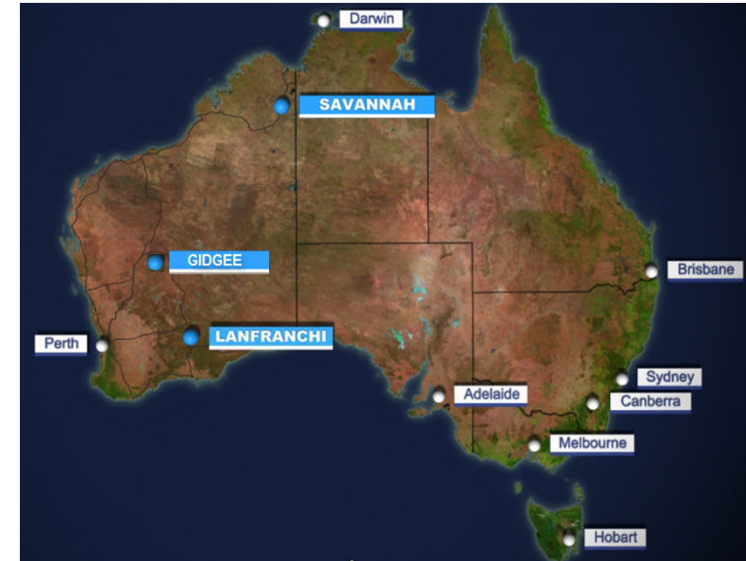 Darwin
SAVANNAH
GIDGEE
Brisbane
LANFRANCHI
Perth
Sydney
Adelaide
Canberra
Melbourne
Hobart